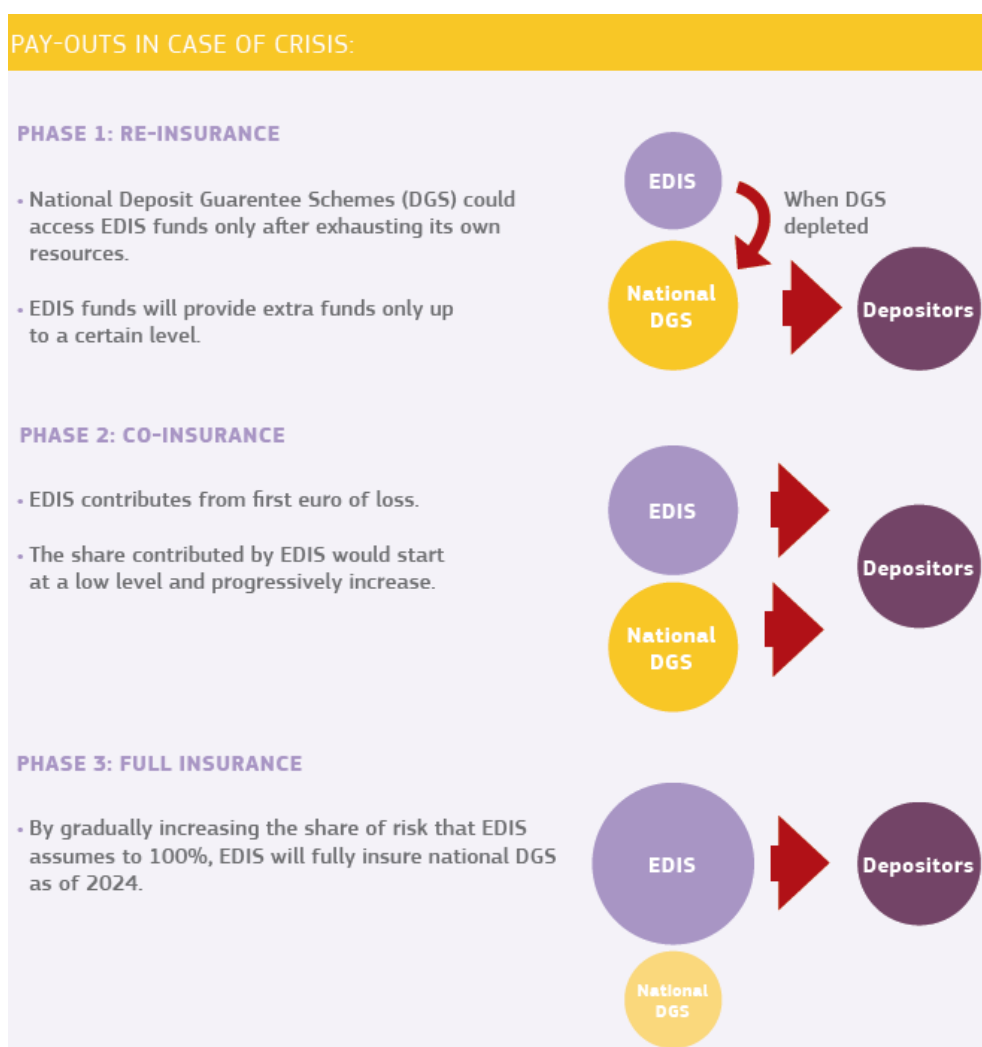 PAY-OUTS IN CASE OF CRISIS:
PHASE 1: RE-INSURANCE
• National Deposit Guarentee Schemes (DGS) could
access EDIS funds only after exhausting its own
resources.
• EDIS funds will provide extra funds only up
to a certain level.
EDIS
When DGS
depleted
National
DGS
Depositors
PHASE 2: CO-INSURANCE
• EDIS contributes from first euro of loss.
• The share contributed by EDIS would start
at a low level and progressively increase.
EDIS
National
DGS
Depositors
PHASE 3: FULL INSURANCE
• By gradually increasing the share of risk that EDIS
assumes to 100%, EDIS will fully insure national DGS
as of 2024.
EDIS
Depositors
National
DGS